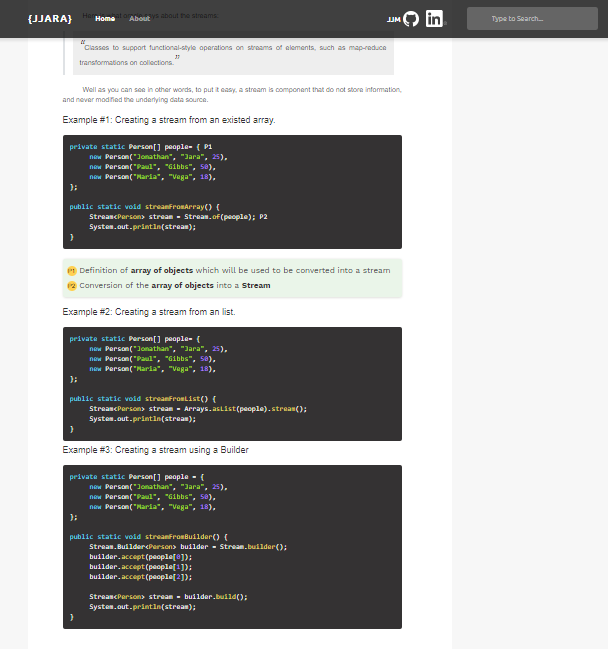 {JJARA}
Home
About
JJM
in
Type to Search...
says about the streams.
"Classes to support functional-style operations on streams of elements, such as map-reduce
transformations on collections."
Well as you can see in other words, to put it easy, a stream is component that do not store information,
and never modified the underlying data source.
Example #1: Creating a stream from an existed array.
private static Person[] people= { P1
new Person("Jonathan", "Jara", 25),
new Person("Paul", "Gibbs", 50),
new Person("Maria", "Vega", 18),
};
public static void streamFromArray() {
Stream<Person> stream = Stream.of(people); P2
System.out.println(stream);
}
P1 Definition of array of objects which will be used to be converted into a stream
P2 Conversion of the array of objects into a Stream
Example #2: Creating a stream from an list.
private static Person[] people= {
new Person("Jonathan", "Jara", 25),
new Person("Paul", "Gibbs", 50),
new Person("Maria", "Vega", 18),
};
public static void streamFromList() {
Stream<Person> stream = Arrays.asList(people).stream();
System.out.println(stream);
}
Example #3: Creating a stream using a Builder
private static Person[] people = {
new Person("Jonathan", "Jara", 25),
new Person("Paul", "Gibbs", 50),
new Person("Maria", "Vega", 18),
};
public static void streamFromBuilder() {
Stream.Builder<Person> builder = Stream.builder();
builder.accept(people[0]);
builder.accept(people[1]);
builder.accept(people[2]);
Stream<Person> stream = builder.build();
System.out.println(stream);
}